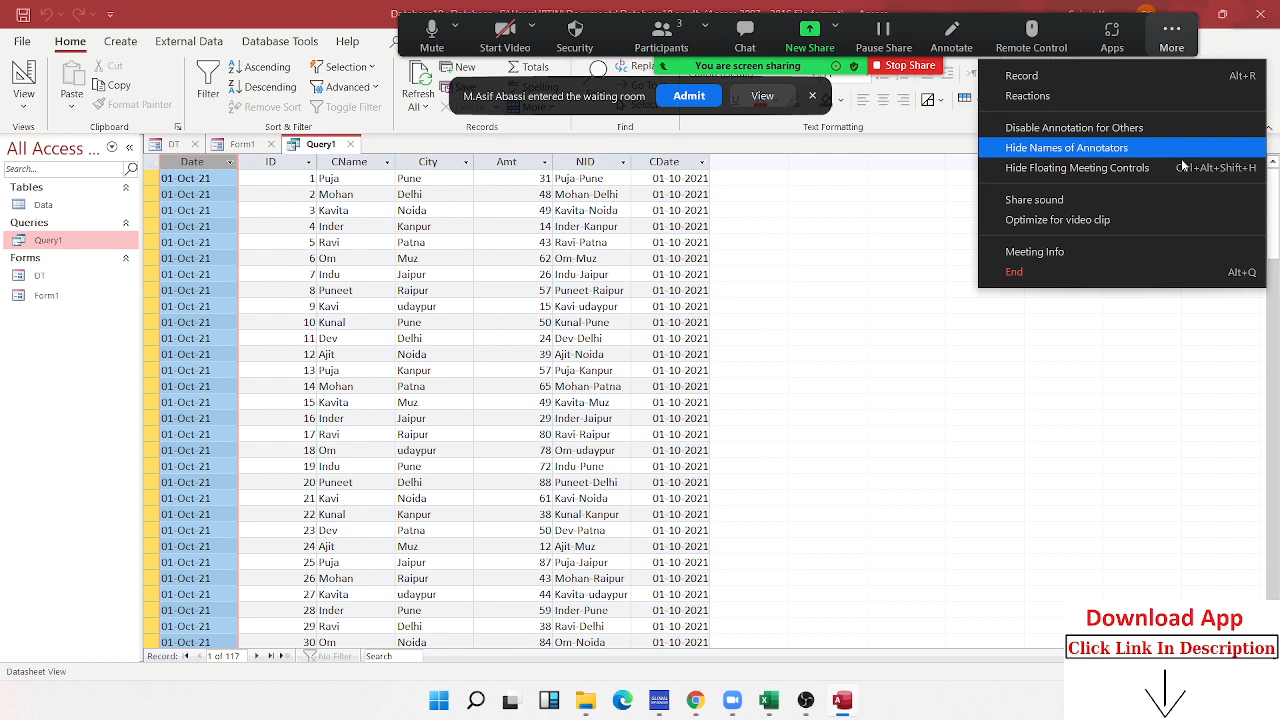 Mute
Start Video
Security
Participants
3
Chat
New Share
Pause Share
Annotate
Remote Control
Apps
More
You are screen sharing
Stop Share
M.Asif Abbasi entered the waiting room
Admit
View
Record Alt+R
Reactions
Disable Annotation for Others
Hide Names of Annotators
Hide Floating Meeting Controls Ctrl+Alt+Shift+H
Share sound
Optimize for video clip
Meeting Info
End Alt+Q
File Home Create External Data Database Tools Help
Views
View
Cut
Copy
Format Painter
Paste
Clipboard
Filter
Ascending
Descending
Remove Sort
Selection
Advanced
Toggle Filter
Sort & Filter
Refresh
All
New
Totals
More
Records
Find
Text Formatting
All Access ...
Search...
Tables
Data
Queries
Query1
Forms
DT
Form1
DT Form1 Query1
Date ID CName City Amt NID CDate
01-Oct-21 1 Puja Pune 31 Puja-Pune 01-10-2021
01-Oct-21 2 Mohan Delhi 48 Mohan-Delhi 01-10-2021
01-Oct-21 3 Kavita Noida 49 Kavita-Noida 01-10-2021
01-Oct-21 4 Inder Kanpur 14 Inder-Kanpur 01-10-2021
01-Oct-21 5 Ravi Patna 43 Ravi-Patna 01-10-2021
01-Oct-21 6 Om Muz 62 Om-Muz 01-10-2021
01-Oct-21 7 Indu Jaipur 26 Indu-Jaipur 01-10-2021
01-Oct-21 8 Puneet Raipur 57 Puneet-Raipur 01-10-2021
01-Oct-21 9 Kavi udaypur 15 Kavi-udaypur 01-10-2021
01-Oct-21 10 Kunal Pune 50 Kunal-Pune 01-10-2021
01-Oct-21 11 Dev Delhi 24 Dev-Delhi 01-10-2021
01-Oct-21 12 Ajit Noida 39 Ajit-Noida 01-10-2021
01-Oct-21 13 Puja Kanpur 57 Puja-Kanpur 01-10-2021
01-Oct-21 14 Mohan Patna 65 Mohan-Patna 01-10-2021
01-Oct-21 15 Kavita Muz 49 Kavita-Muz 01-10-2021
01-Oct-21 16 Inder Jaipur 29 Inder-Jaipur 01-10-2021
01-Oct-21 17 Ravi Raipur 80 Ravi-Raipur 01-10-2021
01-Oct-21 18 Om udaypur 78 Om-udaypur 01-10-2021
01-Oct-21 19 Indu Pune 72 Indu-Pune 01-10-2021
01-Oct-21 20 Puneet Delhi 88 Puneet-Delhi 01-10-2021
01-Oct-21 21 Kavi Noida 61 Kavi-Noida 01-10-2021
01-Oct-21 22 Kunal Kanpur 38 Kunal-Kanpur 01-10-2021
01-Oct-21 23 Dev Patna 50 Dev-Patna 01-10-2021
01-Oct-21 24 Ajit Muz 12 Ajit-Muz 01-10-2021
01-Oct-21 25 Puja Jaipur 87 Puja-Jaipur 01-10-2021
01-Oct-21 26 Mohan Raipur 43 Mohan-Raipur 01-10-2021
01-Oct-21 27 Kavita udaypur 44 Kavita-udaypur 01-10-2021
01-Oct-21 28 Inder Pune 59 Inder-Pune 01-10-2021
01-Oct-21 29 Ravi Delhi 38 Ravi-Delhi 01-10-2021
01-Oct-21 30 Om Noida 84 Om-Noida 01-10-2021
Record: 1 of 117 No Filter Search
Datasheet View
Download App
Click Link In Description